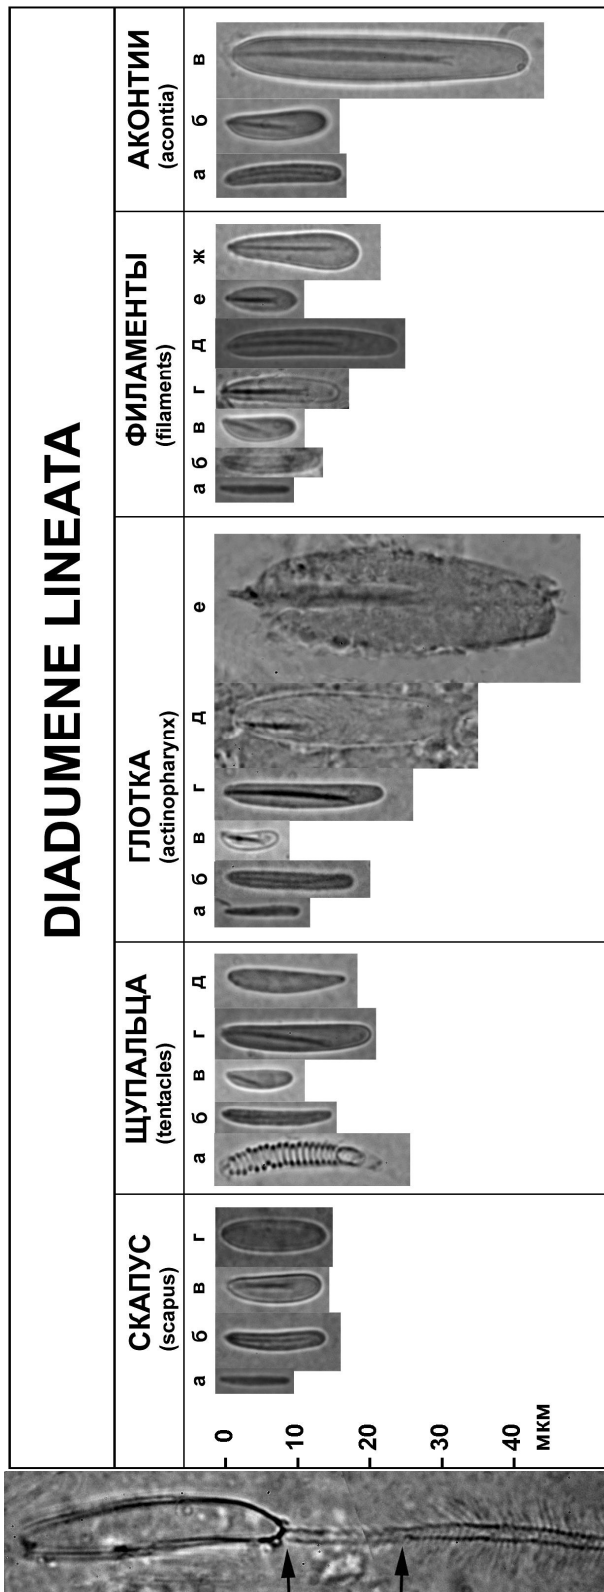 DIADUMENE LINEATA
СКАПУС ЩУПАЛЬЦА ГЛОТКА ФИЛАМЕНТЫ АКОНТИИ
(scapus) (tentacles) (actinopharynx) (filaments) (acontia)
а б в г а б в г д а б в г д е а б в г д е ж а б в
0
10
20
30
40
мкм